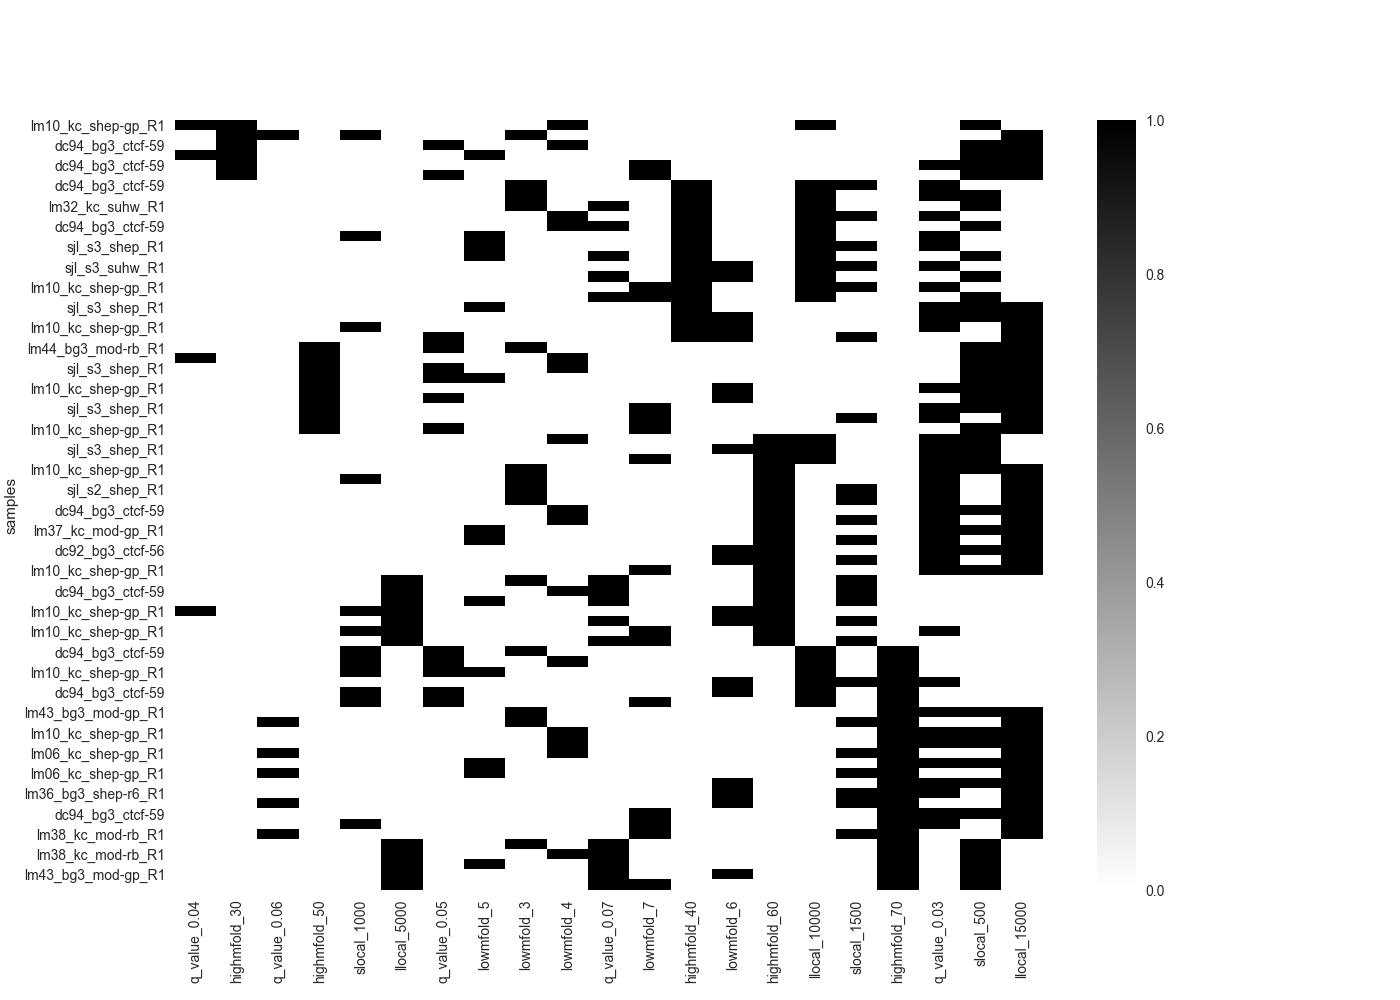 samples
lm10_kc_shep-gp_R1
dc94_bg3_ctcf-59
dc94_bg3_ctcf-59
dc94_bg3_ctcf-59
lm32_kc_suhw_R1
dc94_bg3_ctcf-59
sjl_s3_shep_R1
sjl_s3_suhw_R1
lm10_kc_shep-gp_R1
sjl_s3_shep_R1
lm10_kc_shep-gp_R1
lm44_bg3_mod-rb_R1
sjl_s3_shep_R1
lm10_kc_shep-gp_R1
sjl_s3_shep_R1
lm10_kc_shep-gp_R1
sjl_s3_shep_R1
lm10_kc_shep-gp_R1
sjl_s2_shep_R1
dc94_bg3_ctcf-59
lm37_kc_mod-gp_R1
dc92_bg3_ctcf-56
lm10_kc_shep-gp_R1
dc94_bg3_ctcf-59
lm10_kc_shep-gp_R1
lm10_kc_shep-gp_R1
dc94_bg3_ctcf-59
lm10_kc_shep-gp_R1
dc94_bg3_ctcf-59
lm43_bg3_mod-gp_R1
lm10_kc_shep-gp_R1
lm06_kc_shep-gp_R1
lm06_kc_shep-gp_R1
lm36_bg3_shep-r6_R1
dc94_bg3_ctcf-59
lm38_kc_mod-rb_R1
lm38_kc_mod-rb_R1
lm43_bg3_mod-gp_R1
q_value_0.04
highmfold_30
q_value_0.06
highmfold_50
slocal_1000
llocal_5000
q_value_0.05
lowmfold_5
lowmfold_3
lowmfold_4
q_value_0.07
lowmfold_7
highmfold_40
lowmfold_6
highmfold_60
llocal_10000
slocal_1500
highmfold_70
q_value_0.03
slocal_500
llocal_15000
1.0
0.8
0.6
0.4
0.2
0.0